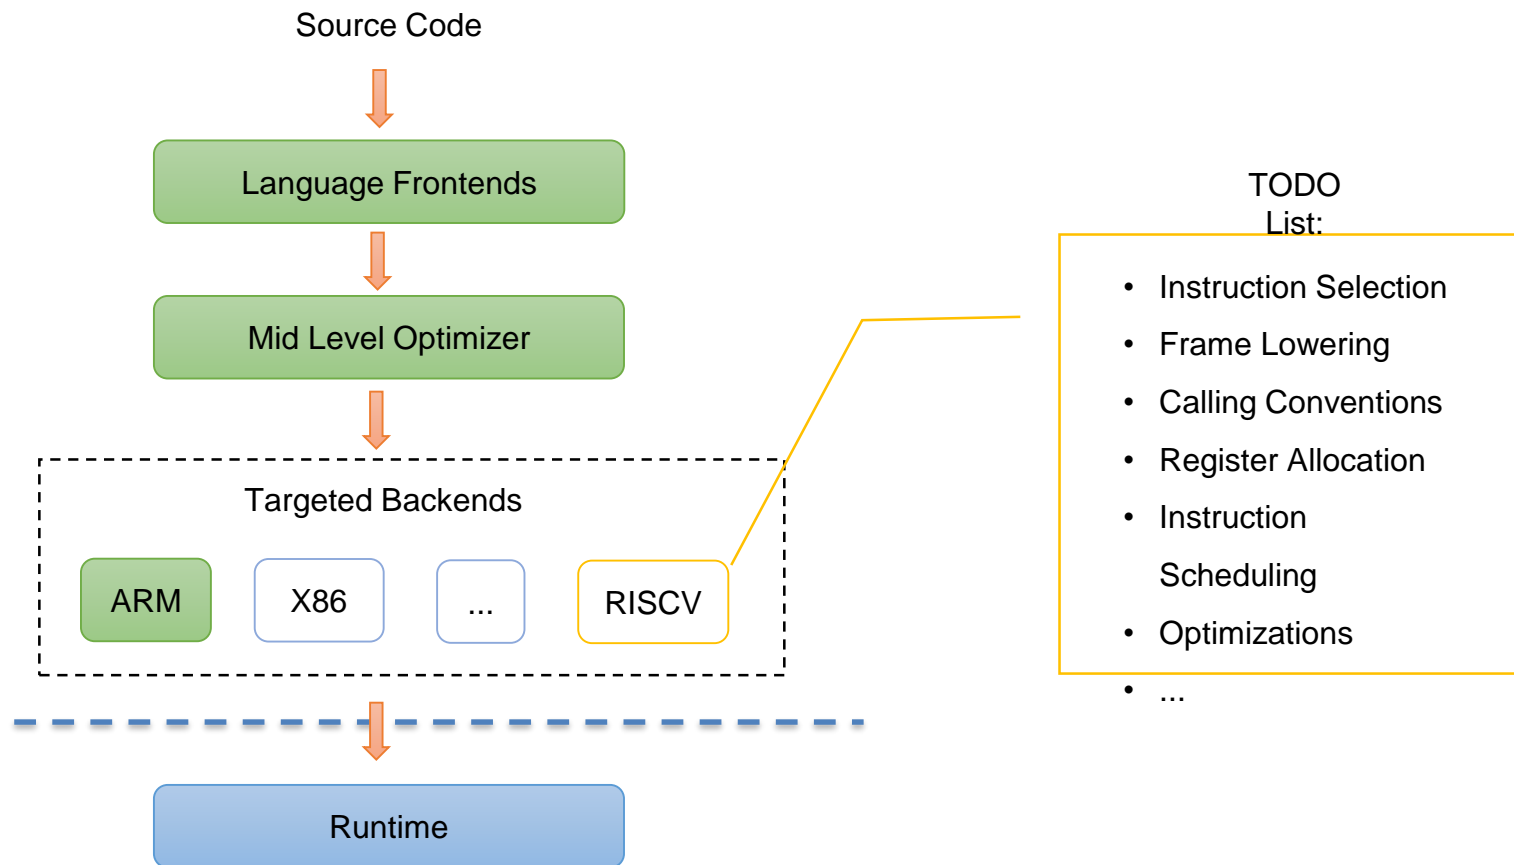 Source Code
Language Frontends
Mid Level Optimizer
Targeted Backends
ARM
X86
...
RISCV
Runtime
TODO
List:
• Instruction Selection
• Frame Lowering
• Calling Conventions
• Register Allocation
• Instruction
Scheduling
• Optimizations
• ...